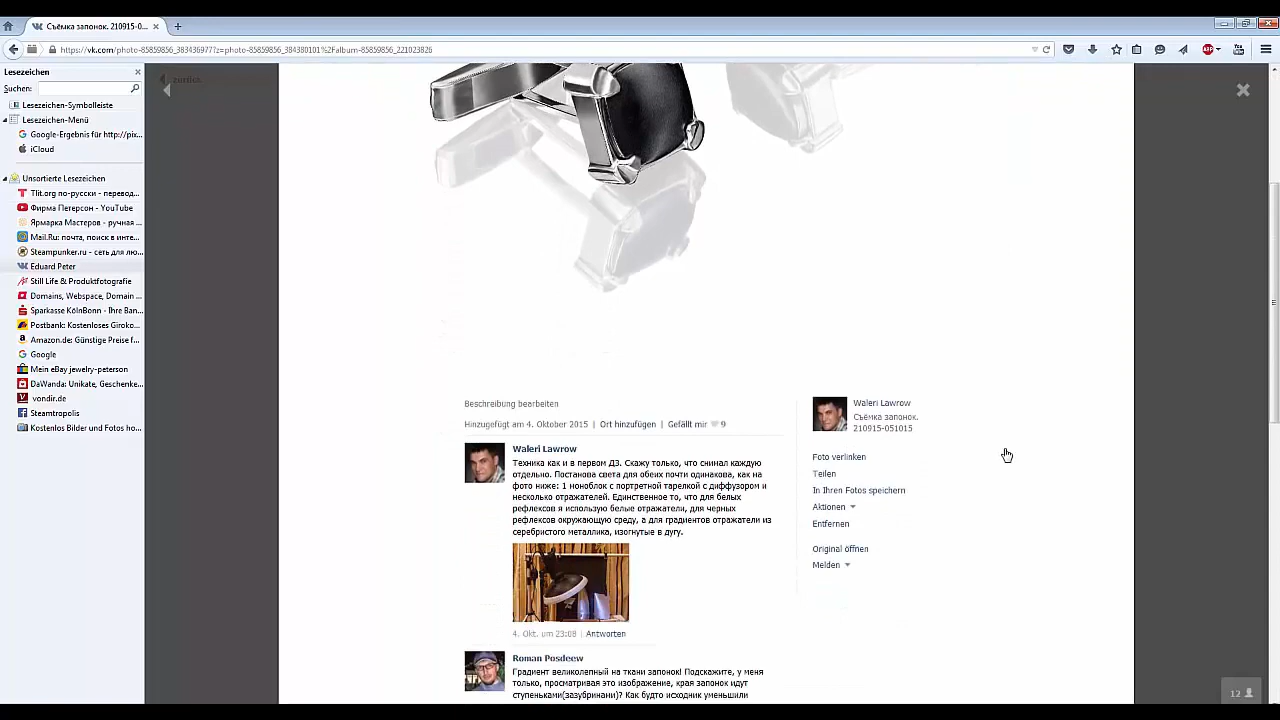 Съёмка запонок. 210915-0...
https://vk.com/photo-85859856_383436977?z=photo-85859856_384380101%2Falbum-85859856_221023826
Lesezeichen
Suchen:
Lesezeichen-Symbolleiste
Lesezeichen-Menü
Google-Ergebnis für http://pix...
iCloud
Unsortierte Lesezeichen
Tlit.org по-русски - перевод...
Фирма Петерсон - YouTube
Ярмарка Мастеров - ручная ...
Mail.Ru: почта, поиск в инте...
Steampunker.ru - сеть для лю...
Eduard Peter
Still Life & Produktfotografie
Domains, Webspace, Domain ...
Sparkasse KölnBonn - Ihre Ban...
Postbank: Kostenloses Giroko...
Amazon.de: Günstige Preise f...
Google
Mein eBay jewelry-peterson
DaWanda: Unikate, Geschenke...
vondir.de
Steamtropolis
Kostenlos Bilder und Fotos ho...
zurück
Beschreibung bearbeiten
Hinzugefügt am 4. Oktober 2015 | Ort hinzufügen | Gefällt mir 9
Waleri Lawrow
Техника как и в первом ДЗ. Скажу только, что снимал каждую
отдельно. Постанова света для обеих почти одинакова, как на
фото ниже: 1 моноблок с портретной тарелкой с диффузором и
несколько отражателей. Единственное то, что для белых
рефлексов я использую белые отражатели, для черных
рефлексов окружающую среду, а для градиентов отражатели из
серебристого металлика, изогнутые в дугу.
4. Okt. um 23:08 | Antworten
Roman Posdeew
Градиент великолепный на ткани запонок! Подскажите, у меня
только, просматривая это изображение, края запонок идут
ступеньками(зазубринани)? Как будто исходник уменьшили
Waleri Lawrow
Съёмка запонок.
210915-051015
Foto verlinken
Teilen
In Ihren Fotos speichern
Aktionen
Entfernen
Original öffnen
Melden
12